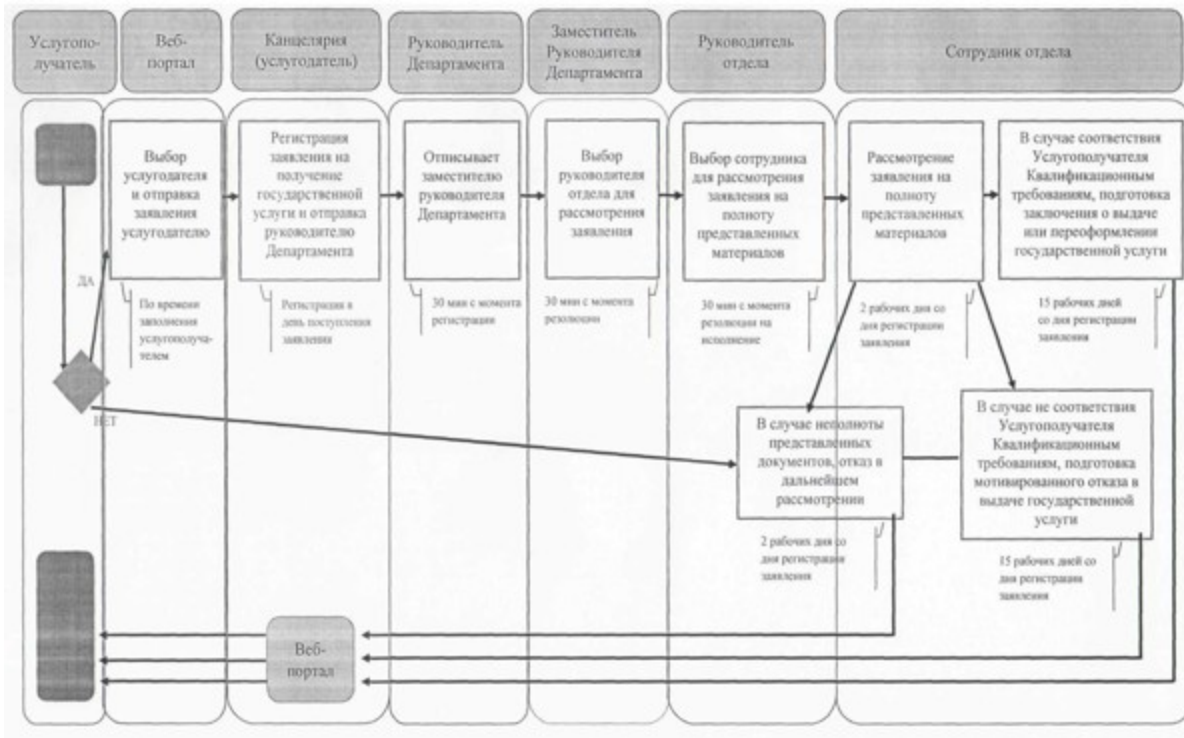 Услугопо-
лучатель
Веб-
портал
Канцелярия
(услугодатель)
Руководитель
Департамента
Заместитель
Руководителя
Департамента
Руководитель
отдела
Сотрудник отдела
Выбор
услугодателя
и отправка
заявления
услугодателю
Регистрация
заявления на
получение
государственной
услуги и отправка
руководителю
Департамента
Отписывает
заместителю
руководителя
Департамента
Выбор
руководителя
отдела для
рассмотрения
заявления
Выбор сотрудника
для рассмотрения
заявления на
полноту
представленных
материалов
Рассмотрение
заявления на
полноту
представленных
материалов
В случае соответствия
Услугополучателя
Квалификационным
требованиям, подготовка
заключения о выдаче
или переоформлении
государственной услуги
ДА
По времени
заполнения
услугополуча-
телем
Регистрация в
день поступления
заявления
30 мин с момента
регистрации
30 мин с момента
резолюции
30 мин с момента
резолюции на
исполнение
2 рабочих дня со
дня регистрации
заявления
15 рабочих дней
со дня регистрации
заявления
НЕТ
В случае неполноты
представленных
документов, отказ в
дальнейшем
рассмотрении
В случае не соответствия
Услугополучателя
Квалификационным
требованиям, подготовка
мотивированного отказа в
выдаче государственной
услуги
2 рабочих дня со
дня регистрации
заявления
15 рабочих дней со
дня регистрации
заявления
Веб-
портал